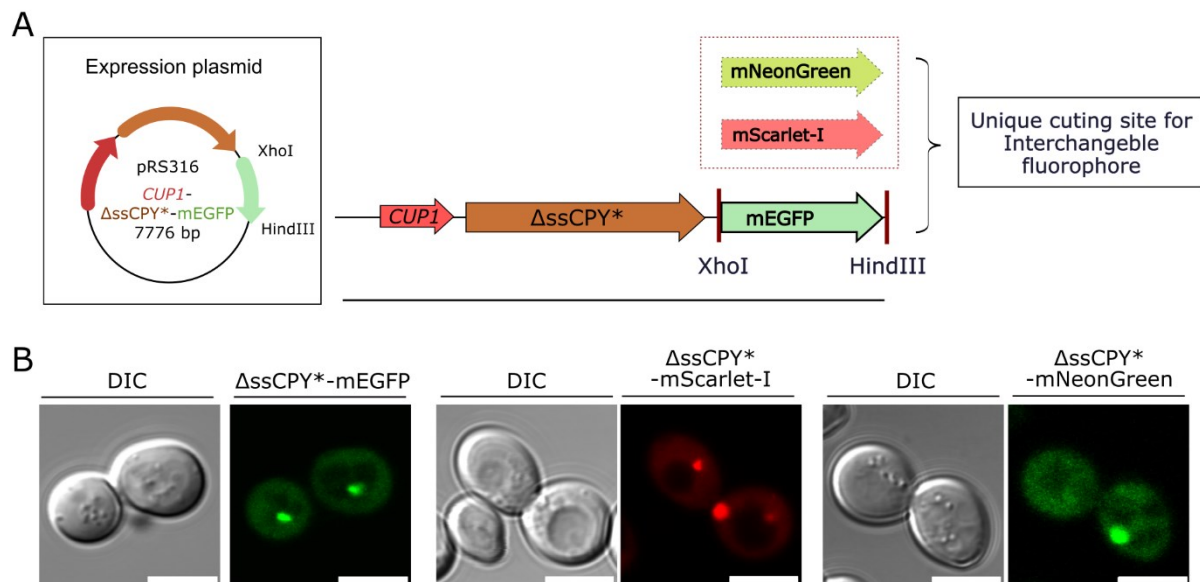 A
Expression plasmid
XhoI
pRS316
CUP1-
ΔssCPY*-mEGFP
7776 bp
HindIII
mNeonGreen
mScarlet-I
CUP1
ΔssCPY*
mEGFP
XhoI
HindIII
Unique cuting site for
Interchangeble
fluorophore
B
DIC
ΔssCPY*-mEGFP
DIC
ΔssCPY*
-mScarlet-I
DIC
ΔssCPY*
-mNeonGreen